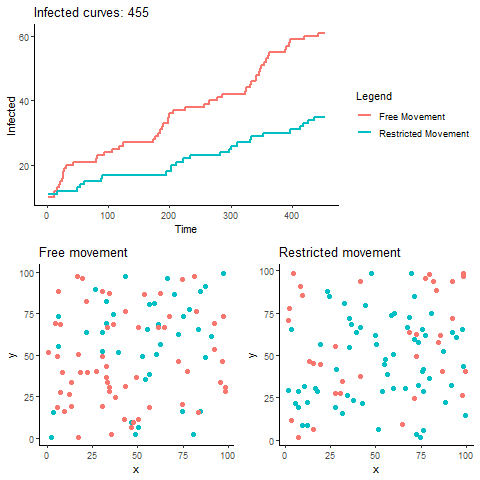 Infected curves: 455
60
40
20
Infected
0
100
200
300
400
Time
Legend
Free Movement
Restricted Movement
Free movement
Restricted movement
100
75
50
25
0
y
0
25
50
75
100
x
100
75
50
25
0
y
0
25
50
75
100
x